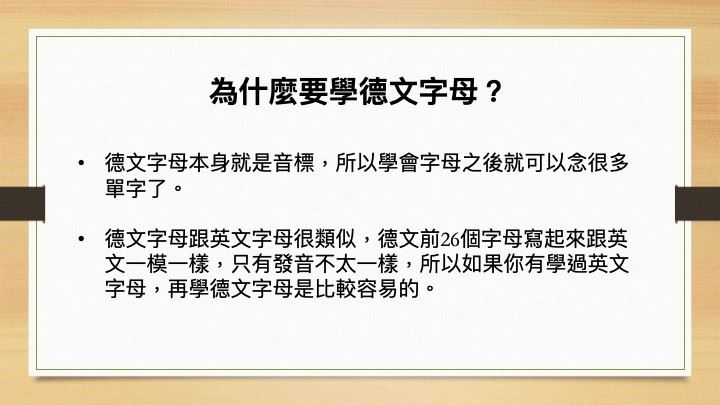 為什麼要學德文字母？
• 德文字母本身就是音標，所以學會字母之後就可以念很多
單字了。
• 德文字母跟英文字母很類似，德文前26個字母寫起來跟英
文一模一樣，只有發音不太一樣，所以如果你有學過英文
字母，再學德文字母是比較容易的。